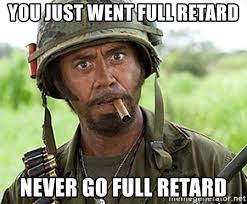 YOU JUST WENT FULL RETARD
NEVER GO FULL RETARD
memegenerator.net